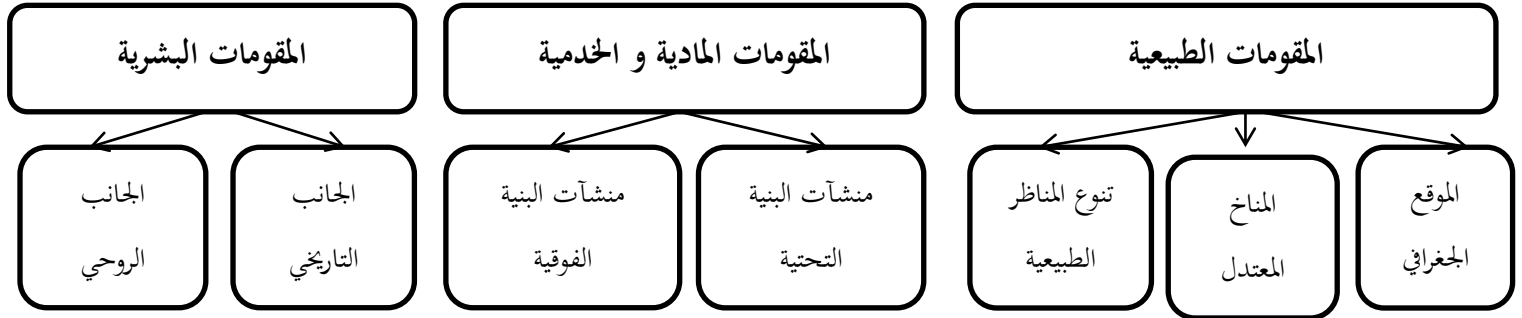 المقومات الطبيعية
المقومات المادية و الخدمية
المقومات البشرية
الموقع
الجغرافي
المناخ
المعتدل
تنوع المناظر
الطبيعية
منشآت البنية
التحتية
منشآت البنية
الفوقية
الجانب
التاريخي
الجانب
الروحي